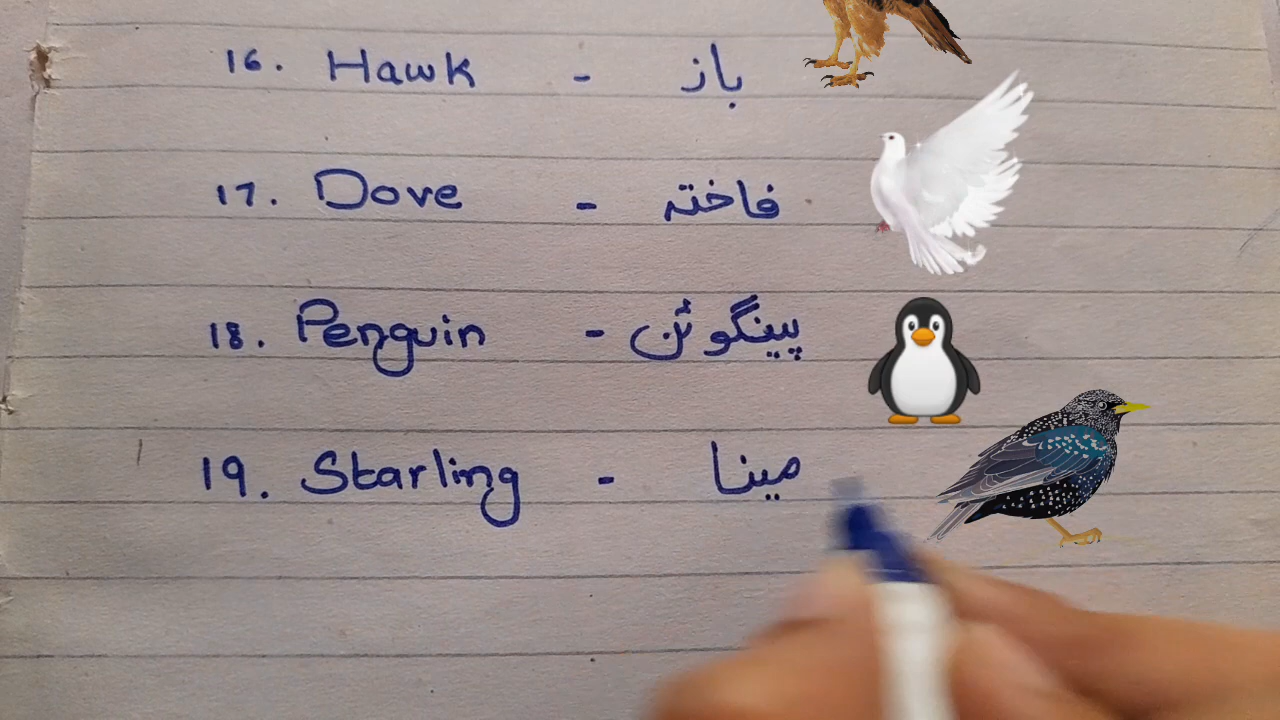 16. Hawk - باز
17. Dove - فاختہ
18. Penguin - پینگوئن
19. Starling - مینا